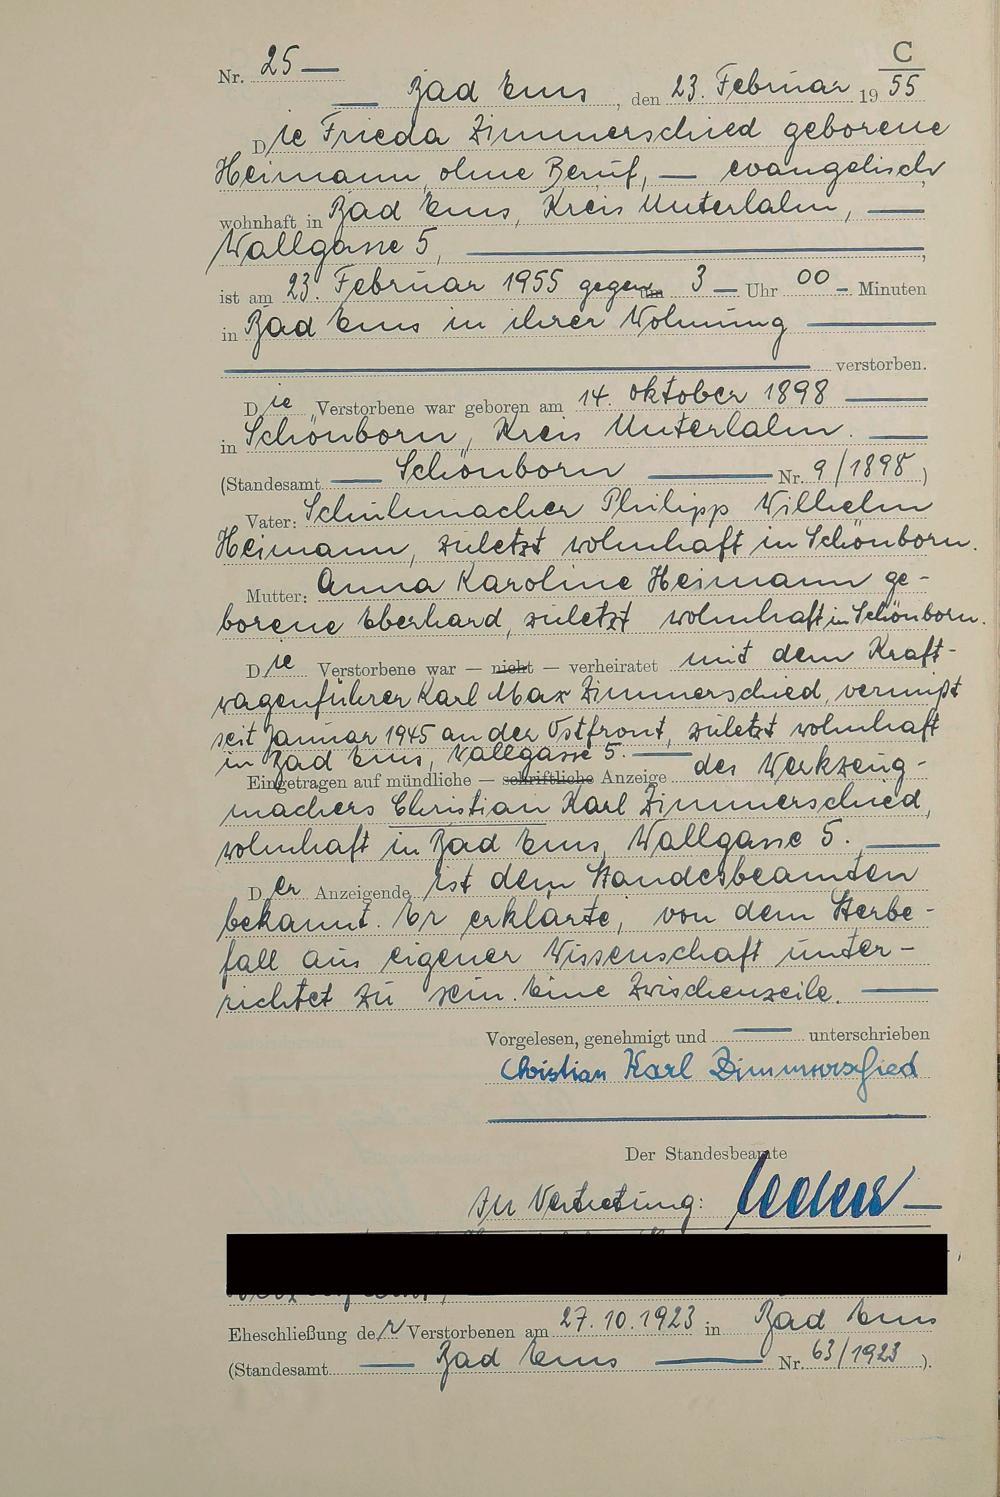 C
Nr. 25 —
— Bad Ems, den 23. Februar 1955
Die Frieda Zimmerschied geborene
Heimann, ohne Beruf, — evangelisch
wohnhaft in Bad Ems, Kreis Unterlahn, —
Wallgasse 5, —,
ist am 23. Februar 1955 gegen um 3 — Uhr 00 — Minuten
in Bad Ems in ihrer Wohnung —
— verstorben.
Die Verstorbene war geboren am 14. Oktober 1898 —
in Schönborn, Kreis Unterlahn. —
(Standesamt — Schönborn — Nr. 9/1898)
Vater: Schuhmacher Philipp Wilhelm
Heimann, zuletzt wohnhaft in Schönborn.
Mutter: Anna Karoline Heimann ge-
borene Eberhard, zuletzt wohnhaft in Schönborn.
Die Verstorbene war — nicht — verheiratet mit dem Kraft-
wagenführer Karl Max Zimmerschied, vermißt
seit Januar 1945 an der Ostfront, zuletzt wohnhaft
in Bad Ems, Wallgasse 5. —
Eingetragen auf mündliche — schriftliche Anzeige des Werkzeug-
machers Christian Karl Zimmerschied,
wohnhaft in Bad Ems, Wallgasse 5. —
Der Anzeigende ist dem Standesbeamten
bekannt. Er erklärte, von dem Sterbe-
fall aus eigener Wissenschaft unter-
richtet zu sein. Eine Zwischenzeile. —
Vorgelesen, genehmigt und — unterschrieben
Christian Karl Zimmerschied
Der Standesbeamte
In Vertretung:
Eheschließung der Verstorbenen am 27.10.1923 in Bad Ems
(Standesamt — Bad Ems — Nr. 63/1923).